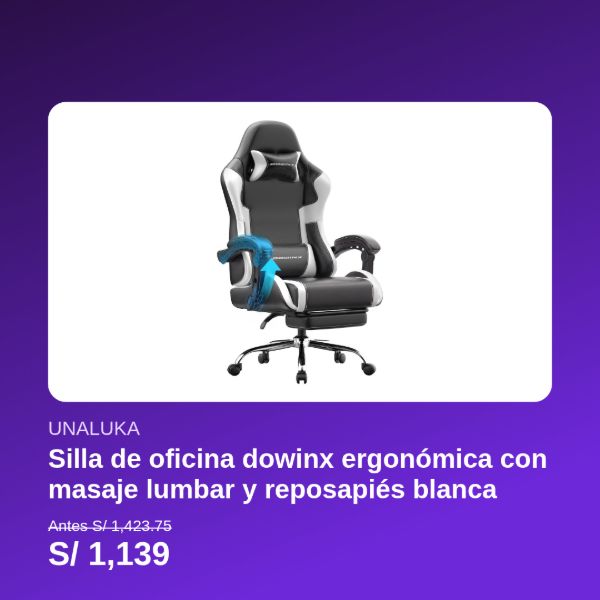 UNALUKA
Silla de oficina dowinx ergonómica con
masaje lumbar y reposapiés blanca
Antes S/ 1,423.75
S/ 1,139